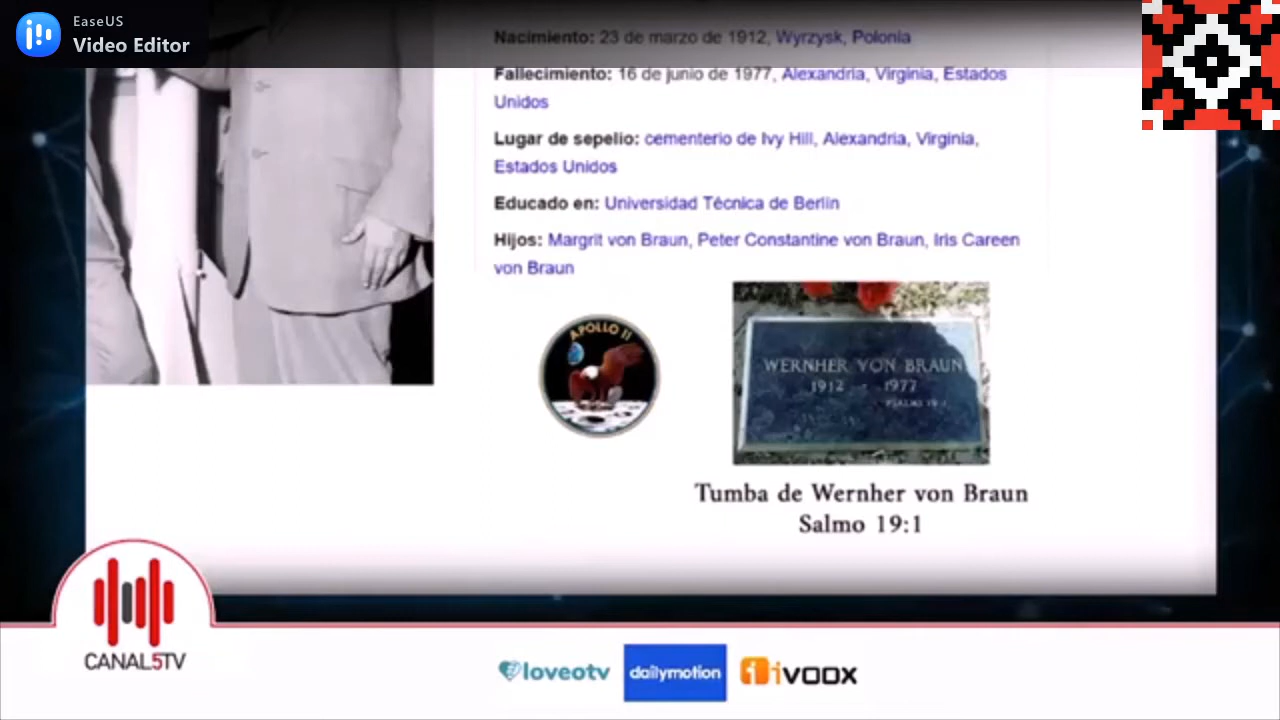 EaseUS
Video Editor
Nacimiento: 23 de marzo de 1912, Wyrzysk, Polonia
Fallecimiento: 16 de junio de 1977, Alexandria, Virginia, Estados
Unidos
Lugar de sepelio: cementerio de Ivy Hill, Alexandria, Virginia,
Estados Unidos
Educado en: Universidad Técnica de Berlín
Hijos: Margrit von Braun, Peter Constantine von Braun, Iris Careen
von Braun
APOLLO 11
WERNHER VON BRAUN
1912 - 1977
PSALMS 19:1
Tumba de Wernher von Braun
Salmo 19:1
CANAL5TV
loveotv
dailymotion
iVOOX